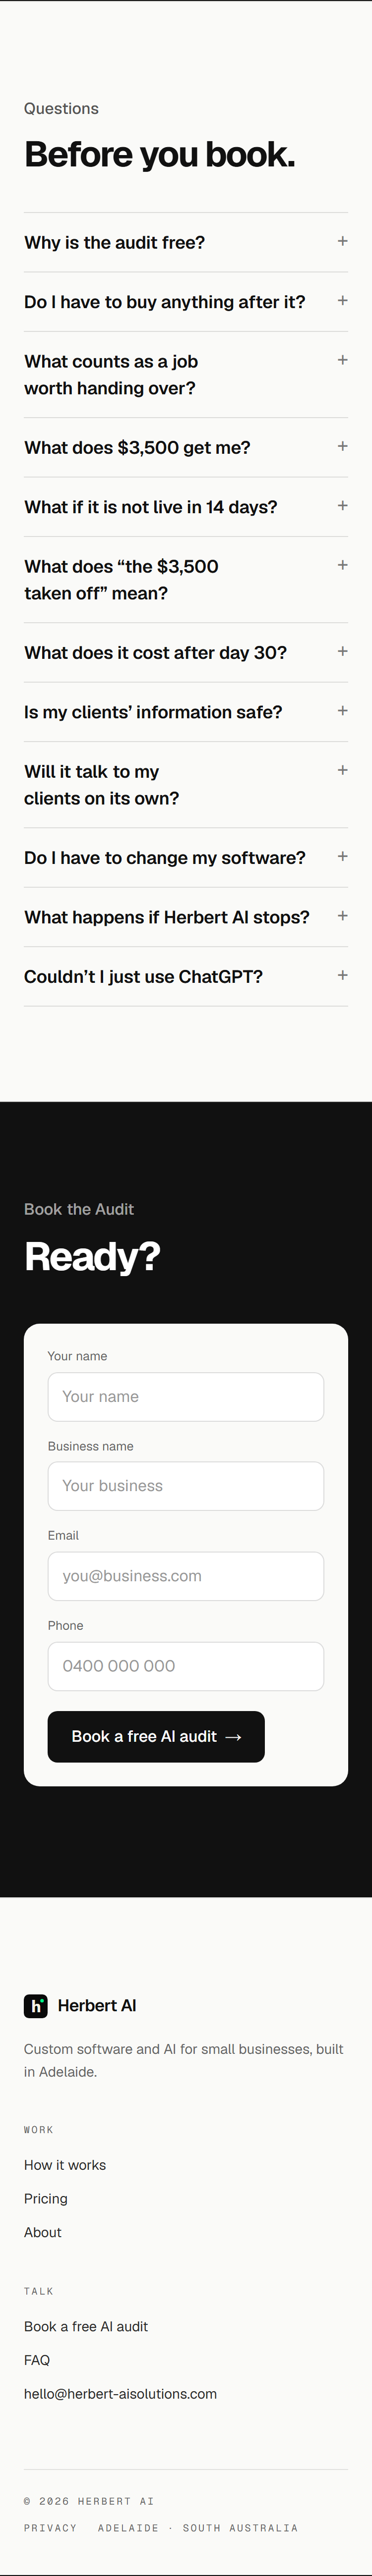 Questions
Before you book.
Why is the audit free? +
Do I have to buy anything after it? +
What counts as a job +
worth handing over?
What does $3,500 get me? +
What if it is not live in 14 days? +
What does “the $3,500 +
taken off” mean?
What does it cost after day 30? +
Is my clients’ information safe? +
Will it talk to my +
clients on its own?
Do I have to change my software? +
What happens if Herbert AI stops? +
Couldn’t I just use ChatGPT? +
Book the Audit
Ready?
Your name
Your name
Business name
Your business
Email
you@business.com
Phone
0400 000 000
Book a free AI audit →
h Herbert AI
Custom software and AI for small businesses, built
in Adelaide.
WORK
How it works
Pricing
About
TALK
Book a free AI audit
FAQ
hello@herbert-aisolutions.com
© 2026 HERBERT AI
PRIVACY ADELAIDE · SOUTH AUSTRALIA